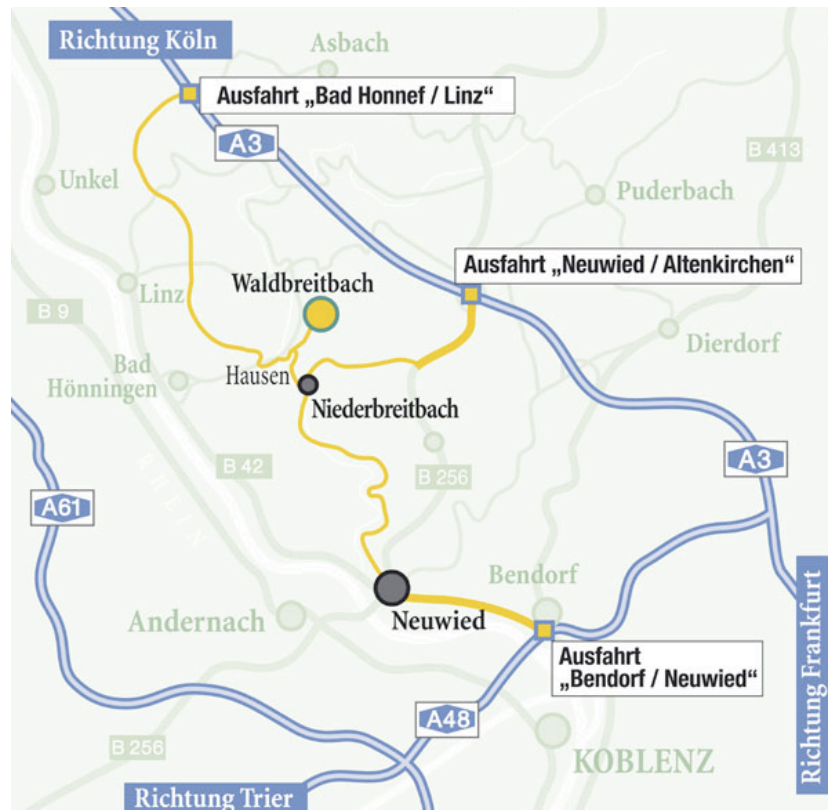 Richtung Köln
Asbach
Ausfahrt „Bad Honnef / Linz“
A3
B 413
Unkel
Puderbach
Ausfahrt „Neuwied / Altenkirchen“
Waldbreitbach
Linz
B 9
Dierdorf
Bad
Hönningen
Hausen
Niederbreitbach
B 42
B 256
A3
A61
RHEIN
Bendorf
Andernach
Neuwied
Ausfahrt
„Bendorf / Neuwied“
Richtung Frankfurt
A48
B 256
KOBLENZ
Richtung Trier